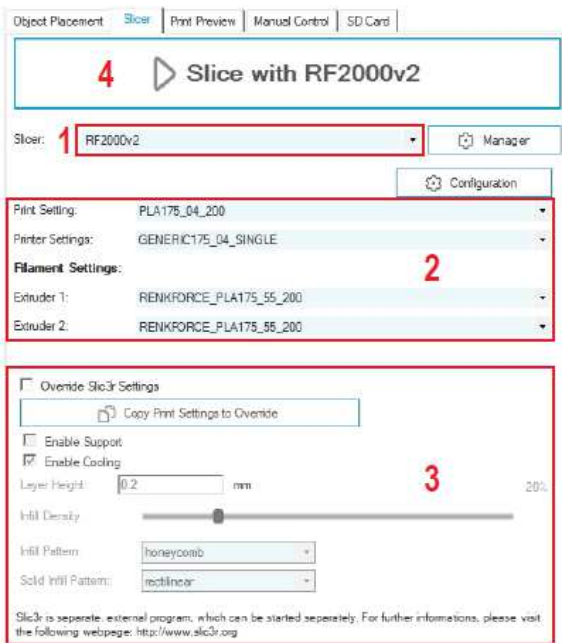 Object Placement Slicer Print Preview Manual Control SD Card
4 Slice with RF2000v2
Slicer: 1 RF2000v2 Manager
Configuration
Print Setting: PLA175_04_200
Printer Settings: GENERIC175_04_SINGLE
Filament Settings: 2
Extruder 1: RENKFORCE_PLA175_55_200
Extruder 2: RENKFORCE_PLA175_55_200
Override Slic3r Settings
Copy Print Settings to Override
Enable Support
Enable Cooling
Layer Height: 0.2 mm 3 20%
Infill Density
Infill Pattern: honeycomb
Solid Infill Pattern: rectilinear
Slic3r is separate, external program, which can be started seperately. For further informations, please visit
the following webpage: http://www.slic3r.org